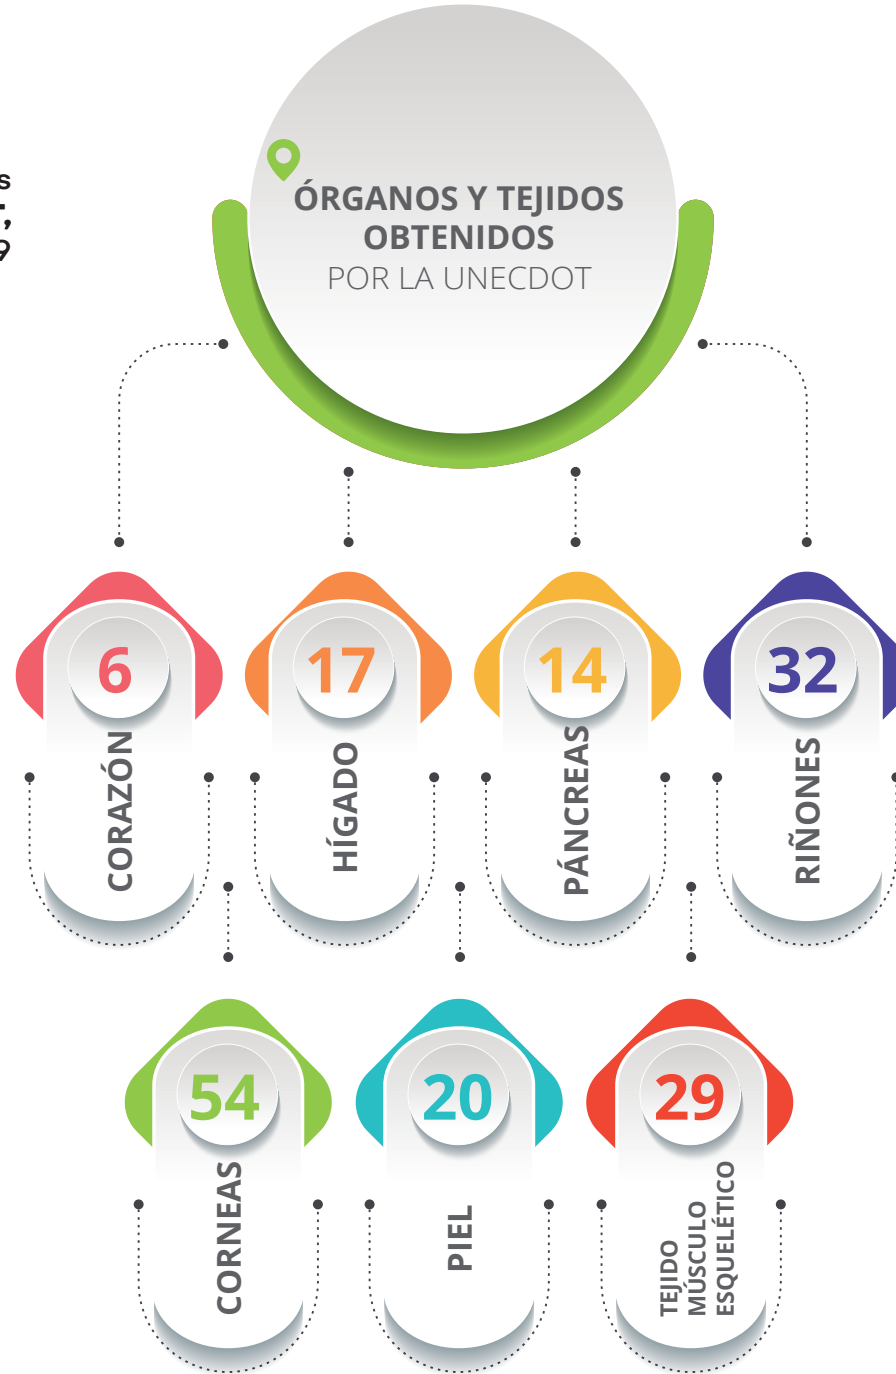 s
,
9
ÓRGANOS Y TEJIDOS
OBTENIDOS
POR LA UNECDOT
6
CORAZÓN
17
HÍGADO
14
PÁNCREAS
32
RIÑONES
54
CORNEAS
20
PIEL
29
TEJIDO
MÚSCULO
ESQUELÉTICO